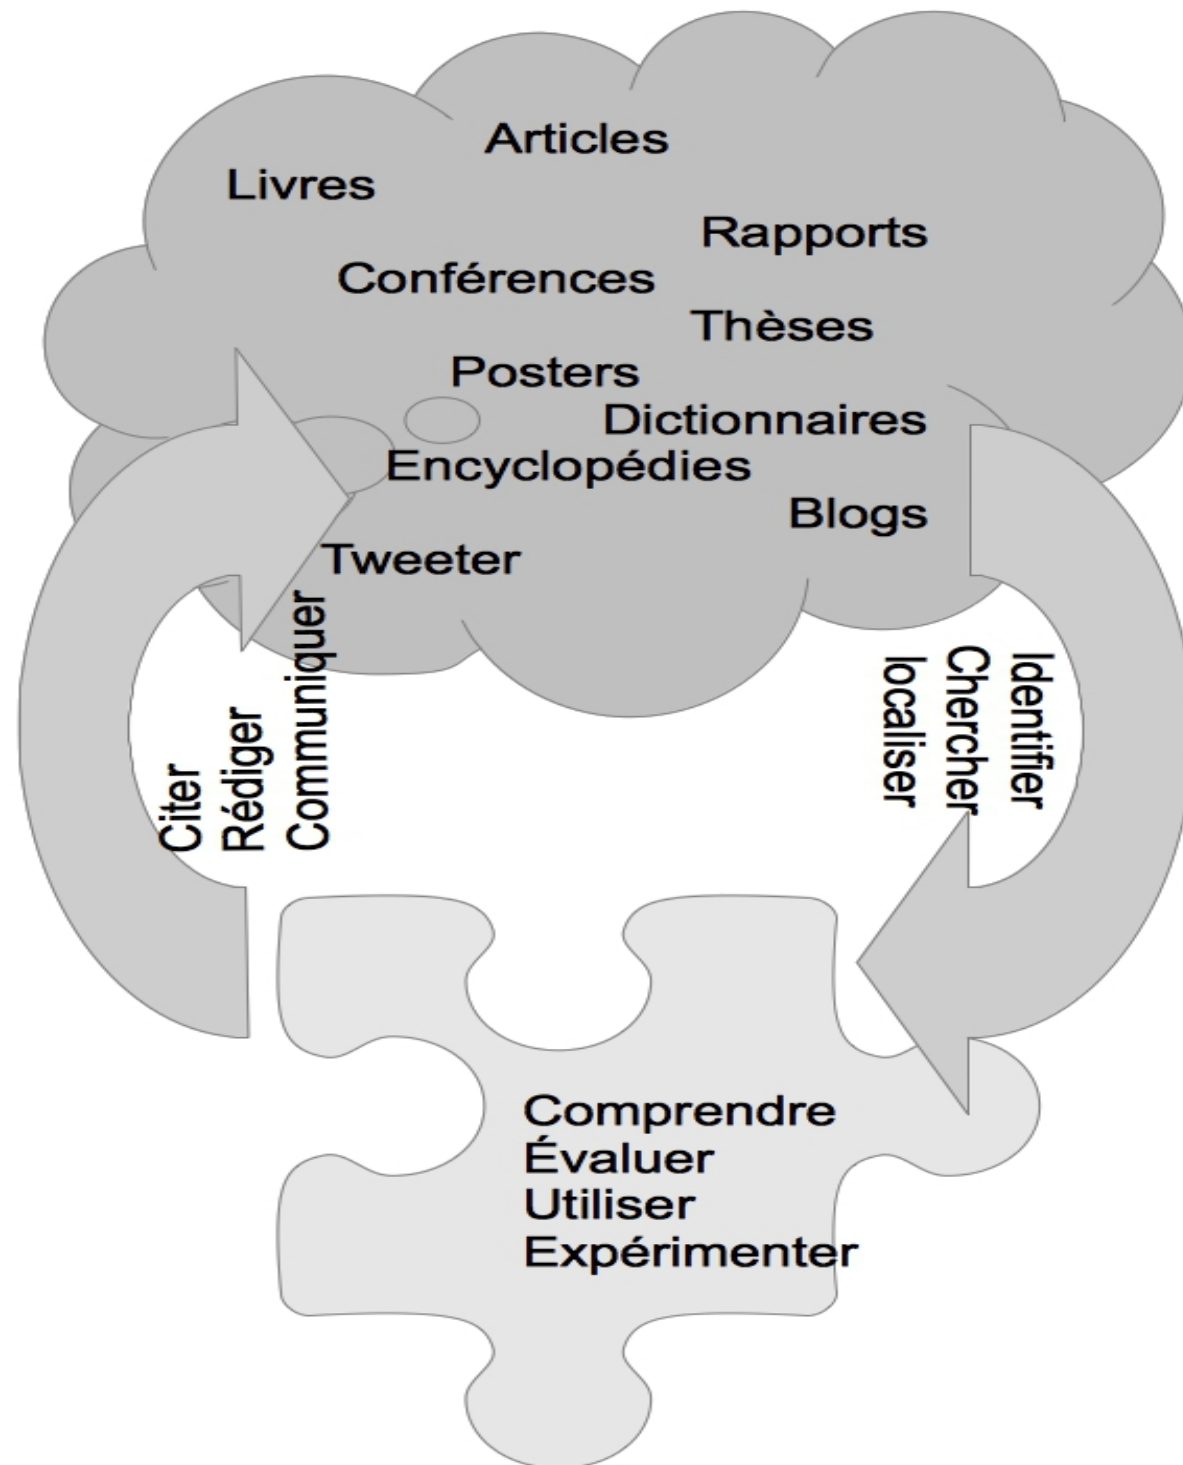 Articles
Livres
Rapports
Conférences
Thèses
Posters
Dictionnaires
Encyclopédies
Blogs
Tweeter
Citer
Rédiger
Communiquer
Identifier
Chercher
localiser
Comprendre
Évaluer
Utiliser
Expérimenter